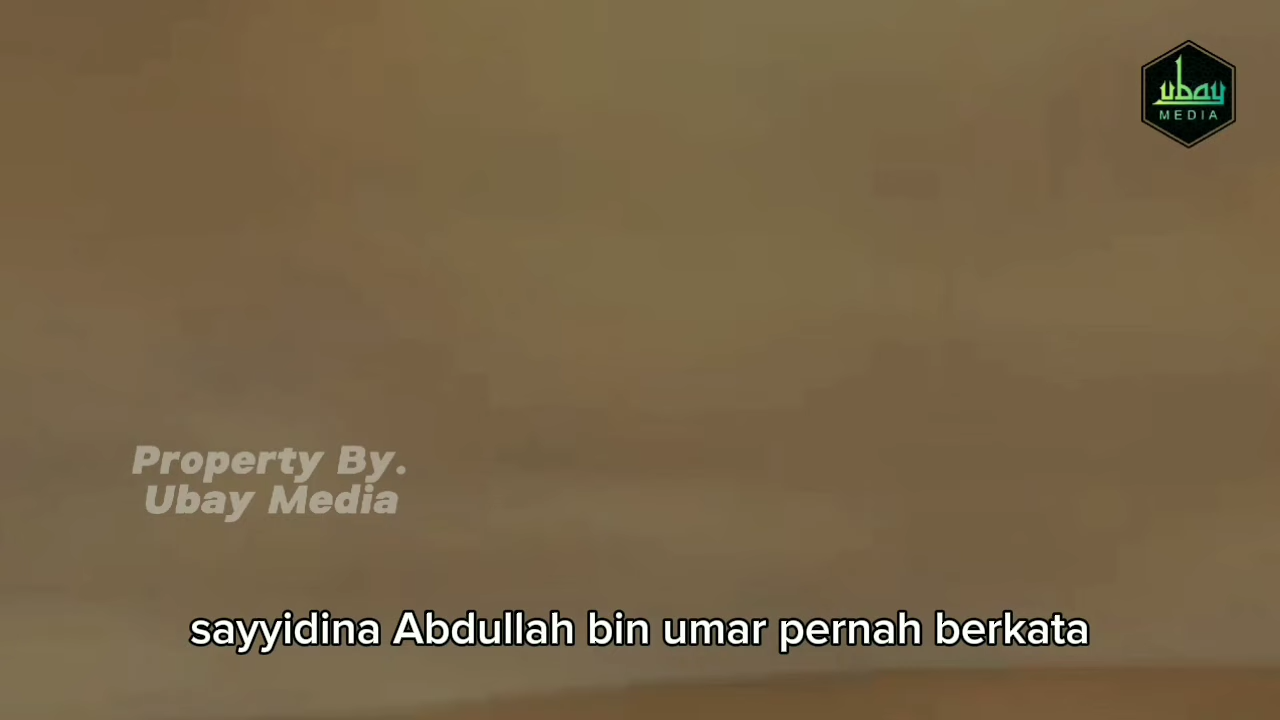 ubay
MEDIA
Property By.
Ubay Media
sayyidina Abdullah bin umar pernah berkata